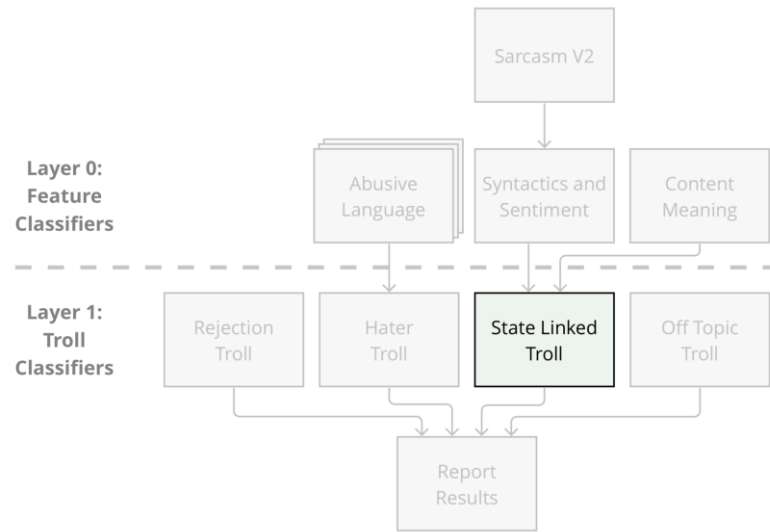 Sarcasm V2
Layer 0:
Feature
Classifiers
Abusive
Language
Syntactics and
Sentiment
Content
Meaning
Layer 1:
Troll
Classifiers
Rejection
Troll
Hater
Troll
State Linked
Troll
Off Topic
Troll
Report
Results